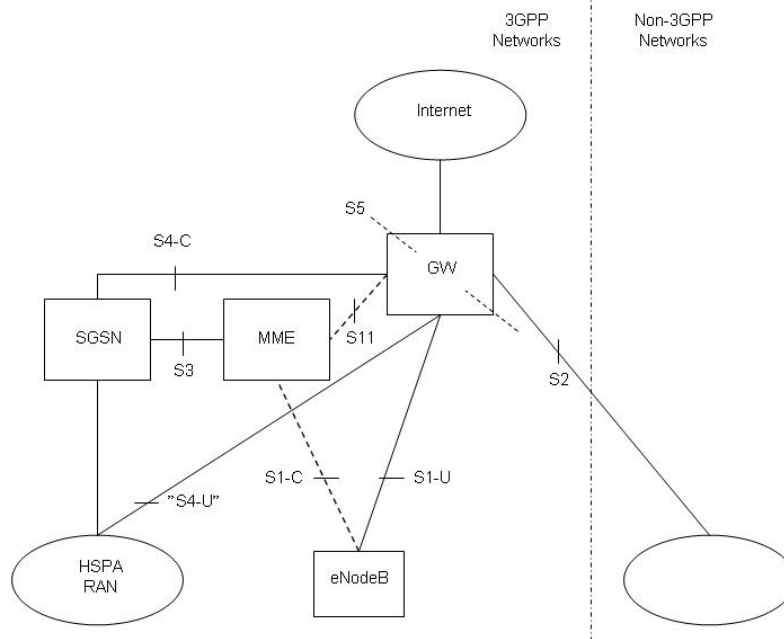 3GPP
Networks
Non-3GPP
Networks
Internet
S5
S4-C
GW
SGSN
S3
MME
S11
S2
"S4-U"
S1-C
S1-U
HSPA
RAN
eNodeB